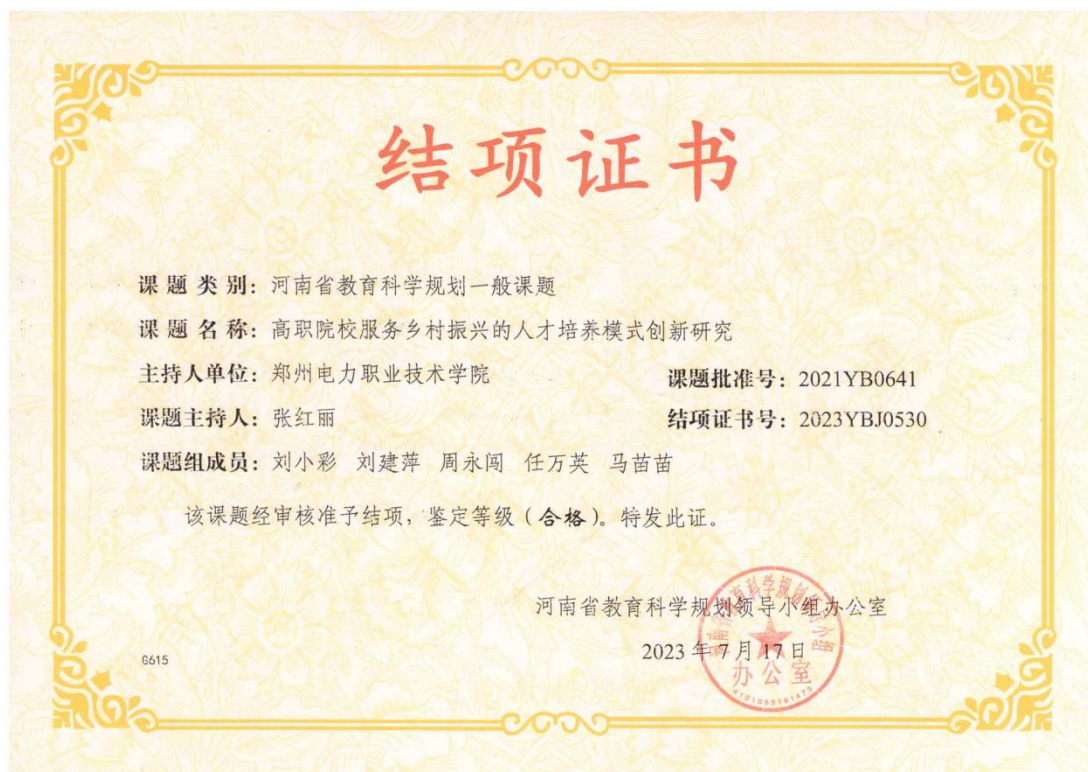 结项证书
课题类别：河南省教育科学规划一般课题
课题名称：高职院校服务乡村振兴的人才培养模式创新研究
主持人单位：郑州电力职业技术学院
课题批准号：2021YB0641
课题主持人：张红丽
结项证书号：2023YBJ0530
课题组成员：刘小彩 刘建萍 周永闯 任万英 马苗苗
该课题经审核准予结项，鉴定等级（合格）。特发此证。
河南省教育科学规划领导小组办公室
2023年7月17日
办公室
G615